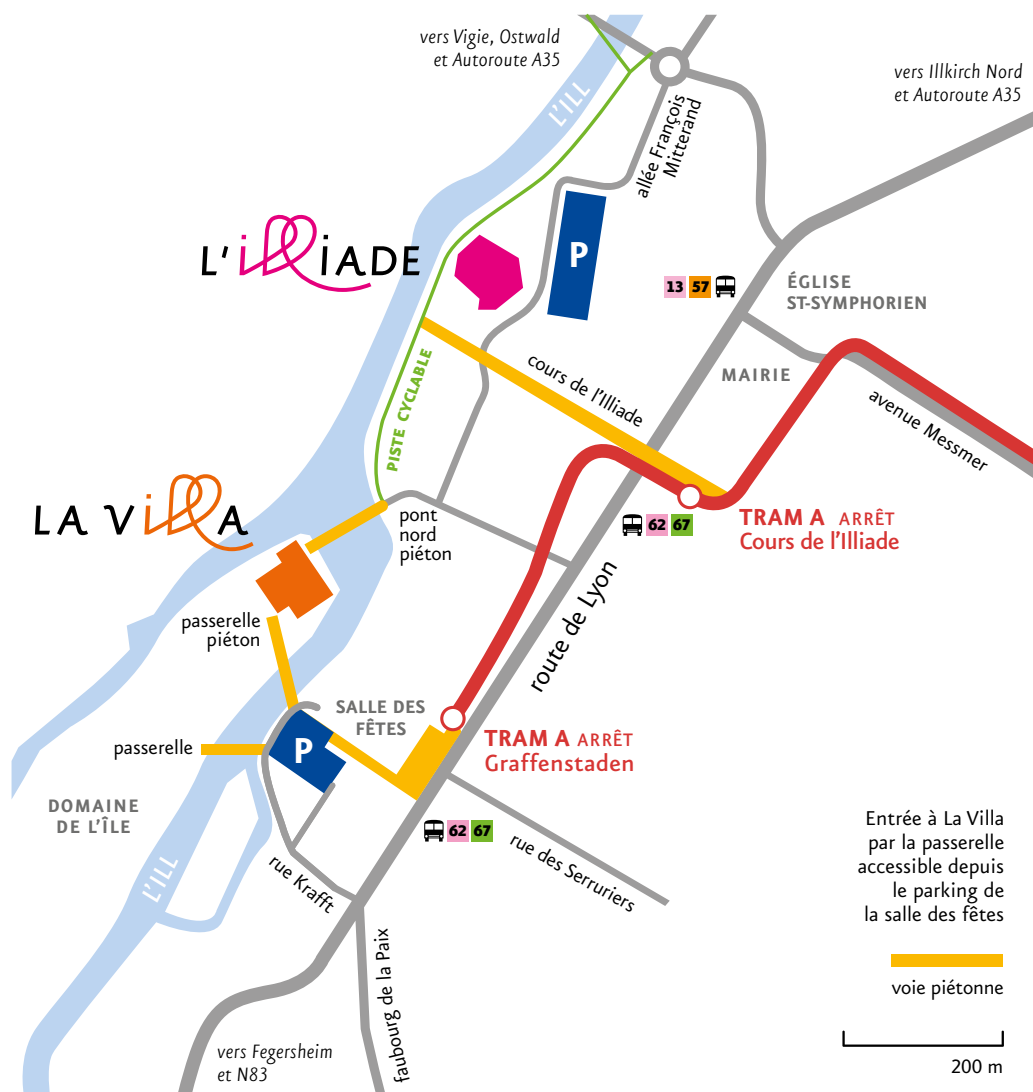 vers Vigie, Ostwald
et Autoroute A35
L'ILL
vers Illkirch Nord
et Autoroute A35
allée François
Mitterand
L'illiADE
P
13 57
ÉGLISE
ST-SYMPHORIEN
MAIRIE
cours de l'Illiade
avenue Messmer
PISTE CYCLABLE
LA VillA
pont
nord
piéton
62 67
TRAM A ARRÊT
Cours de l'Illiade
route de Lyon
passerelle
piéton
SALLE DES
FÊTES
passerelle
P
TRAM A ARRÊT
Graffenstaden
DOMAINE
DE L'ÎLE
62 67
rue des Serruriers
rue Krafft
L'ILL
faubourg de la Paix
vers Fegersheim
et N83
Entrée à La Villa
par la passerelle
accessible depuis
le parking de
la salle des fêtes
voie piétonne
200 m